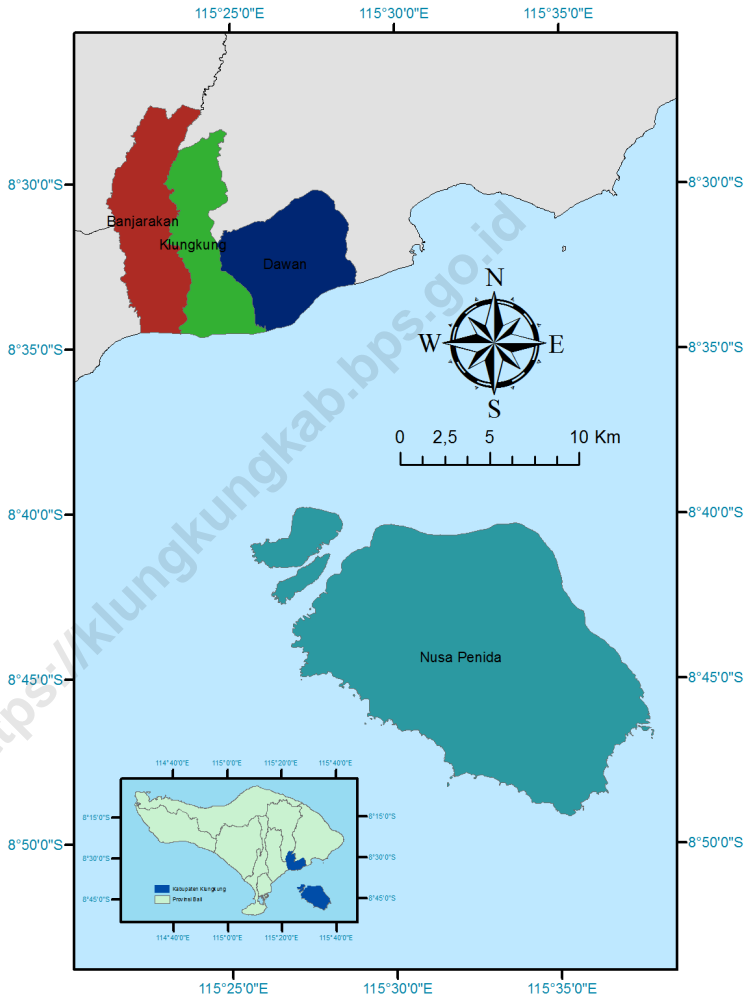 115°25'0"E 115°30'0"E 115°35'0"E
8°30'0"S 8°30'0"S
Banjarakan
Klungkung
Dawan
N
W E
S
8°35'0"S 8°35'0"S
0 2,5 5 10 Km
8°40'0"S 8°40'0"S
Nusa Penida
8°45'0"S 8°45'0"S
114°40'0"E 115°0'0"E 115°20'0"E 115°40'0"E
8°15'0"S 8°15'0"S
8°30'0"S 8°30'0"S
8°45'0"S 8°45'0"S
Kabupaten Klungkung
Provinsi Bali
114°40'0"E 115°0'0"E 115°20'0"E 115°40'0"E
8°50'0"S 8°50'0"S
115°25'0"E 115°30'0"E 115°35'0"E
tps://klungkungkab.bps.go.id